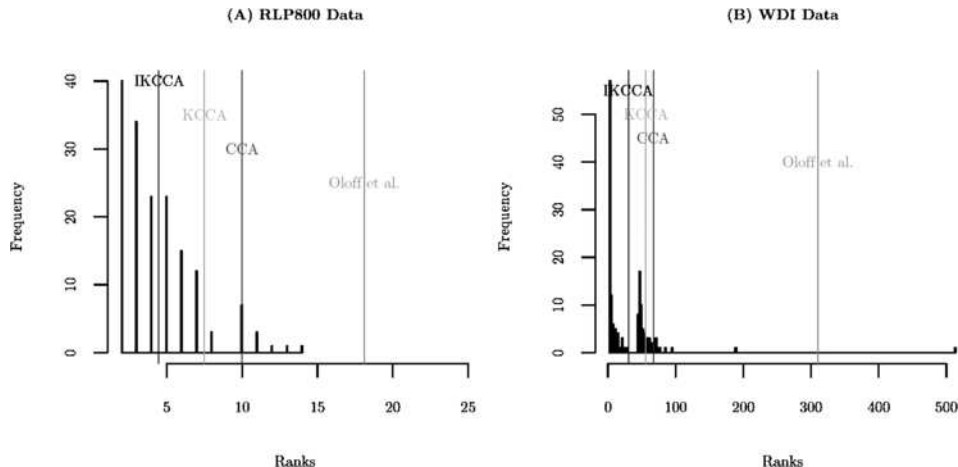 (A) RLP800 Data
Frequency
0 10 20 30 40
IKCCA
KCCA
CCA
Oloff et al.
5 10 15 20 25
Ranks
(B) WDI Data
Frequency
0 10 20 30 40 50
IKCCA
KCCA
CCA
Oloff et al.
0 100 200 300 400 500
Ranks